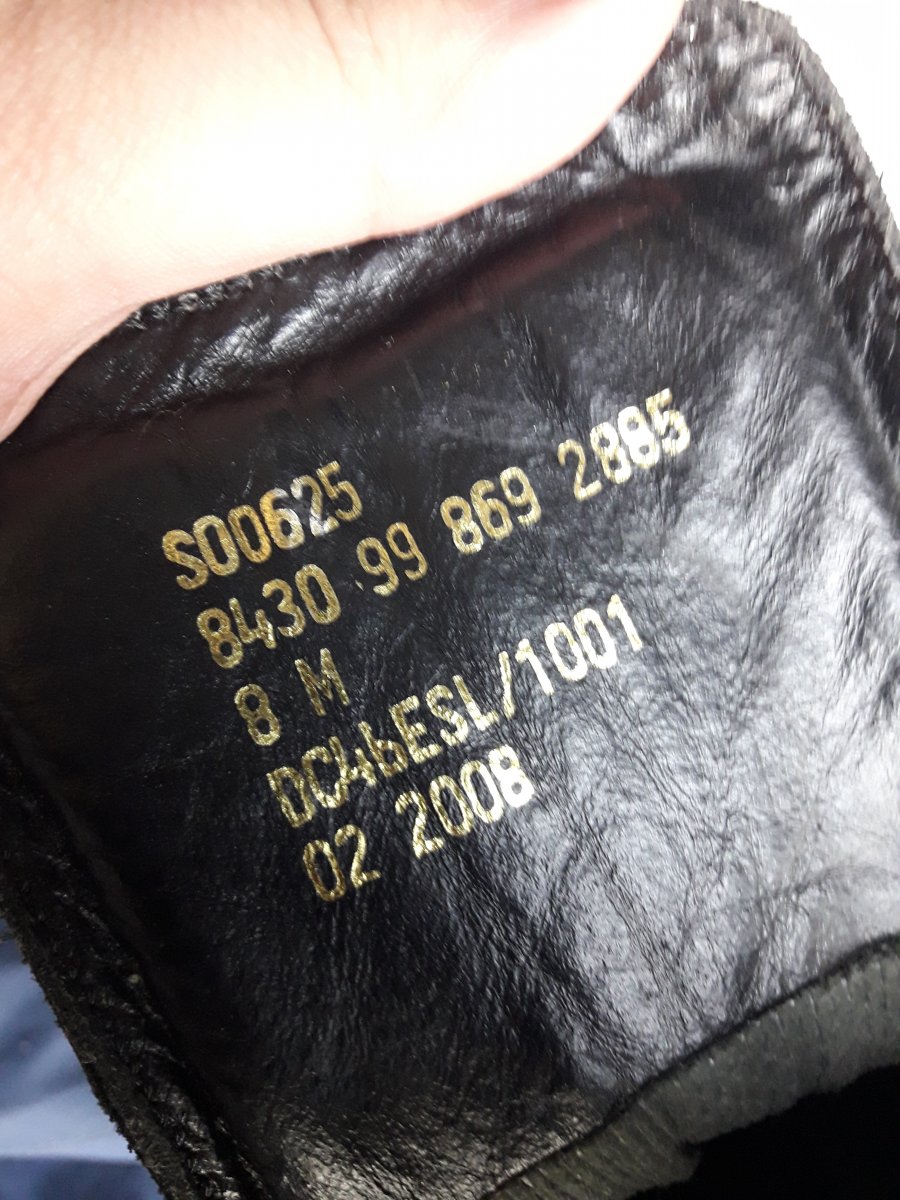 S00625
8430 99 869 2885
8 M
DC46ESL/1001
02 2008